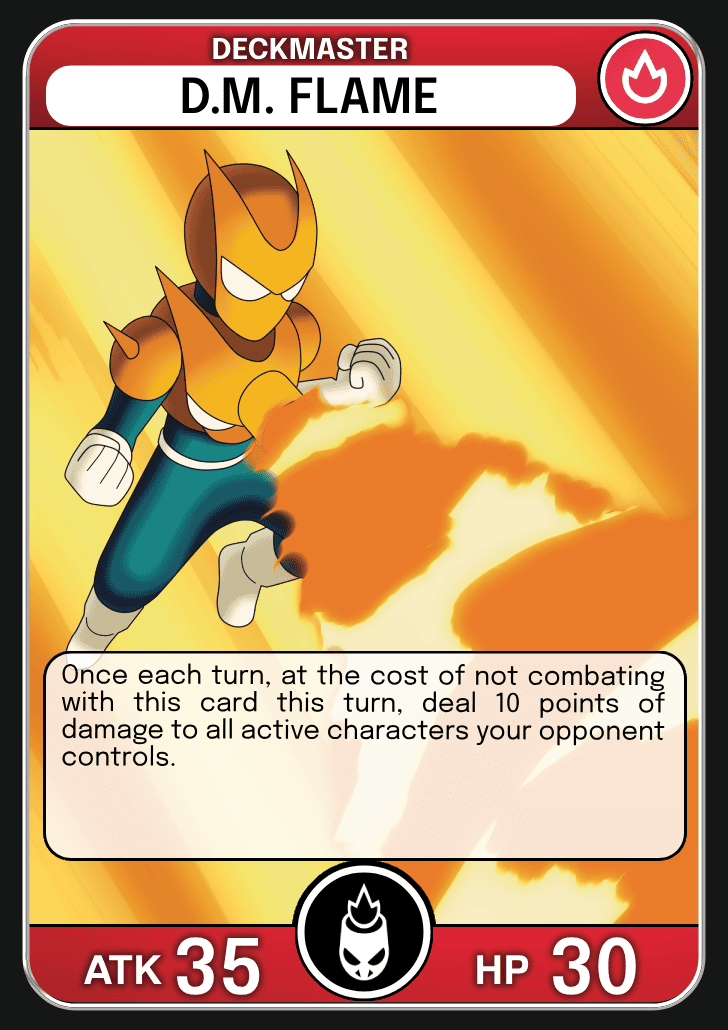 DECKMASTER
D.M. FLAME
Once each turn, at the cost of not combating
with this card this turn, deal 10 points of
damage to all active characters your opponent
controls.
ATK 35 HP 30